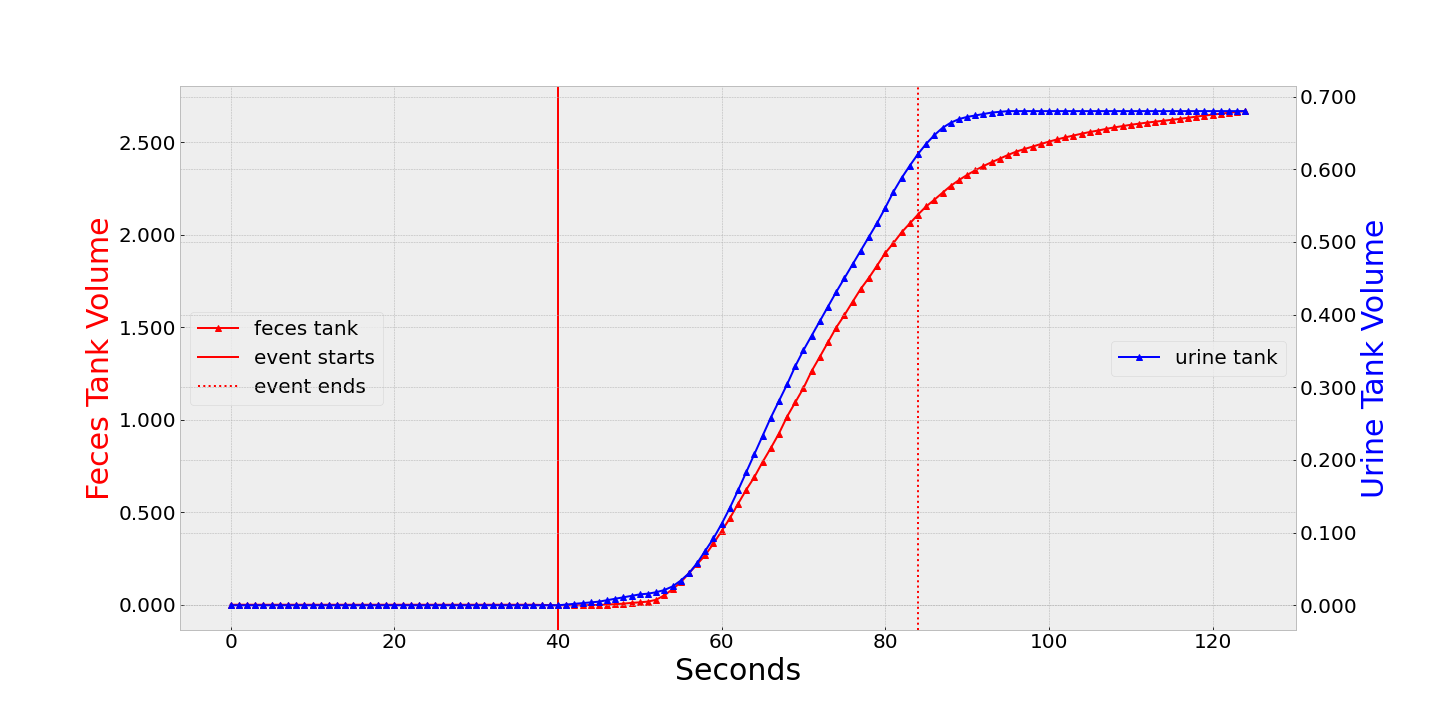 0.700
2.500
0.600
2.000
0.500
Feces Tank Volume
Urine Tank Volume
feces tank
event starts
event ends
1.500
0.400
urine tank
1.000
0.300
0.200
0.500
0.100
0.000
0.000
0 20 40 60 80 100 120
Seconds